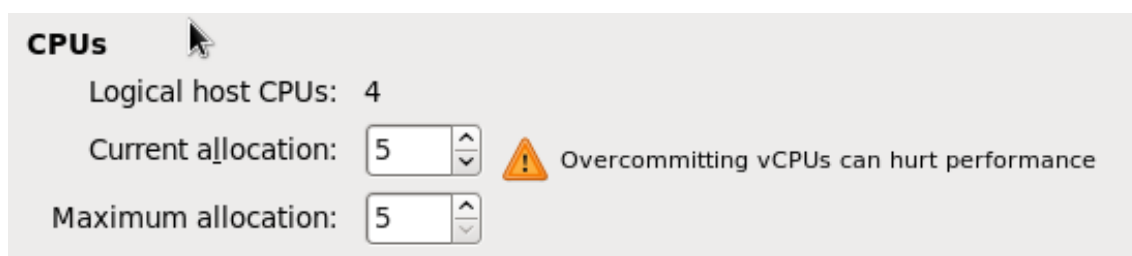 CPUs
Logical host CPUs: 4
Current allocation: 5 Overcommitting vCPUs can hurt performance
Maximum allocation: 5